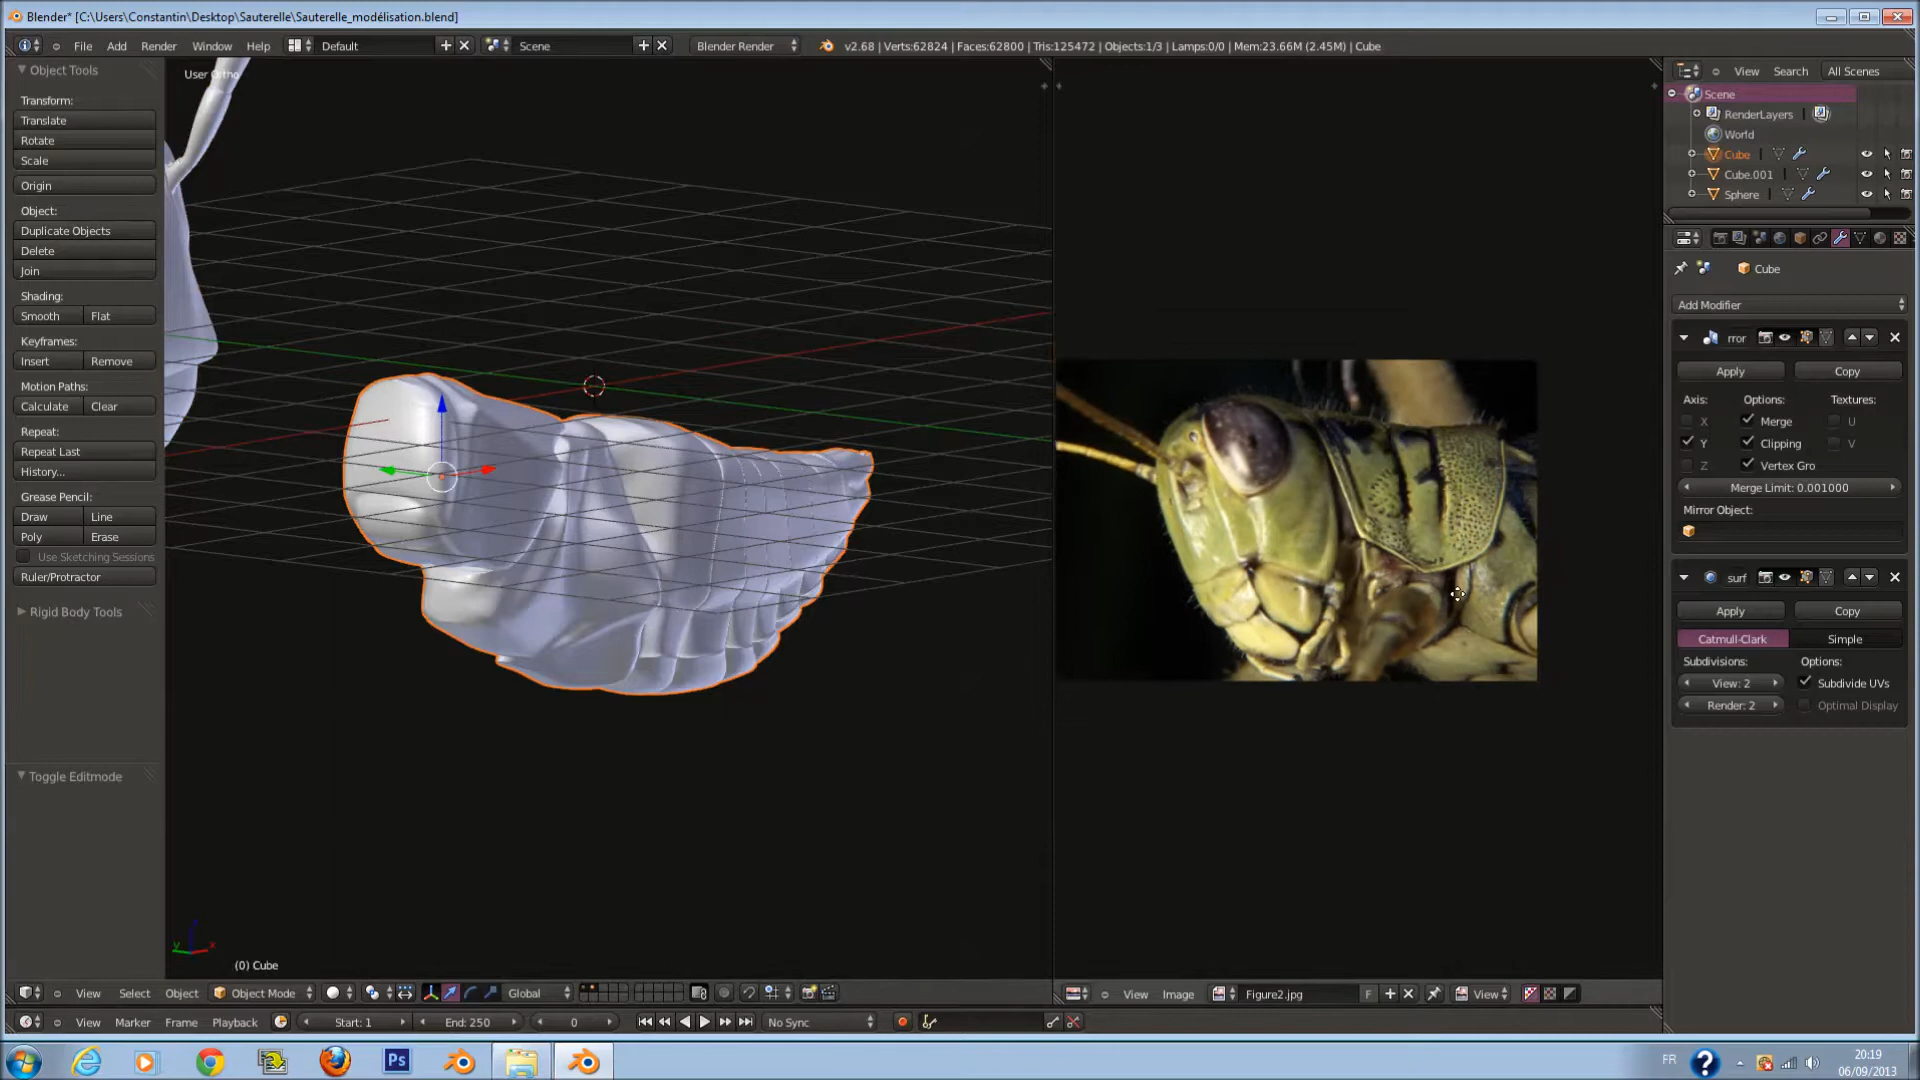 Blender* [C:\Users\Constantin\Desktop\Sauterelle\Sauterelle_modélisation.blend]
File Add Render Window Help Default Scene Blender Render v2.68 | Verts:62824 | Faces:62800 | Tris:125472 | Objects:1/3 | Lamps:0/0 | Mem:23.66M (2.45M) | Cube
Object Tools
Transform:
Translate
Rotate
Scale
Origin
Object:
Duplicate Objects
Delete
Join
Shading:
Smooth Flat
Keyframes:
Insert Remove
Motion Paths:
Calculate Clear
Repeat:
Repeat Last
History...
Grease Pencil:
Draw Line
Poly Erase
Use Sketching Sessions
Ruler/Protractor
Rigid Body Tools
Toggle Editmode
User Ortho
(0) Cube
View Select Object Object Mode Global
View Image Figure2.jpg F View
View Marker Frame Playback Start: 1 End: 250 0 No Sync
View Search All Scenes
Scene
RenderLayers
World
Cube
Cube.001
Sphere
Cube
Add Modifier
rror
Apply Copy
Axis: Options: Textures:
X Merge U
Y Clipping V
Z Vertex Gro
Merge Limit: 0.001000
Mirror Object:
surf
Apply Copy
Catmull-Clark Simple
Subdivisions: Options:
View: 2 Subdivide UVs
Render: 2 Optimal Display
Ps
FR
20:19
06/09/2013